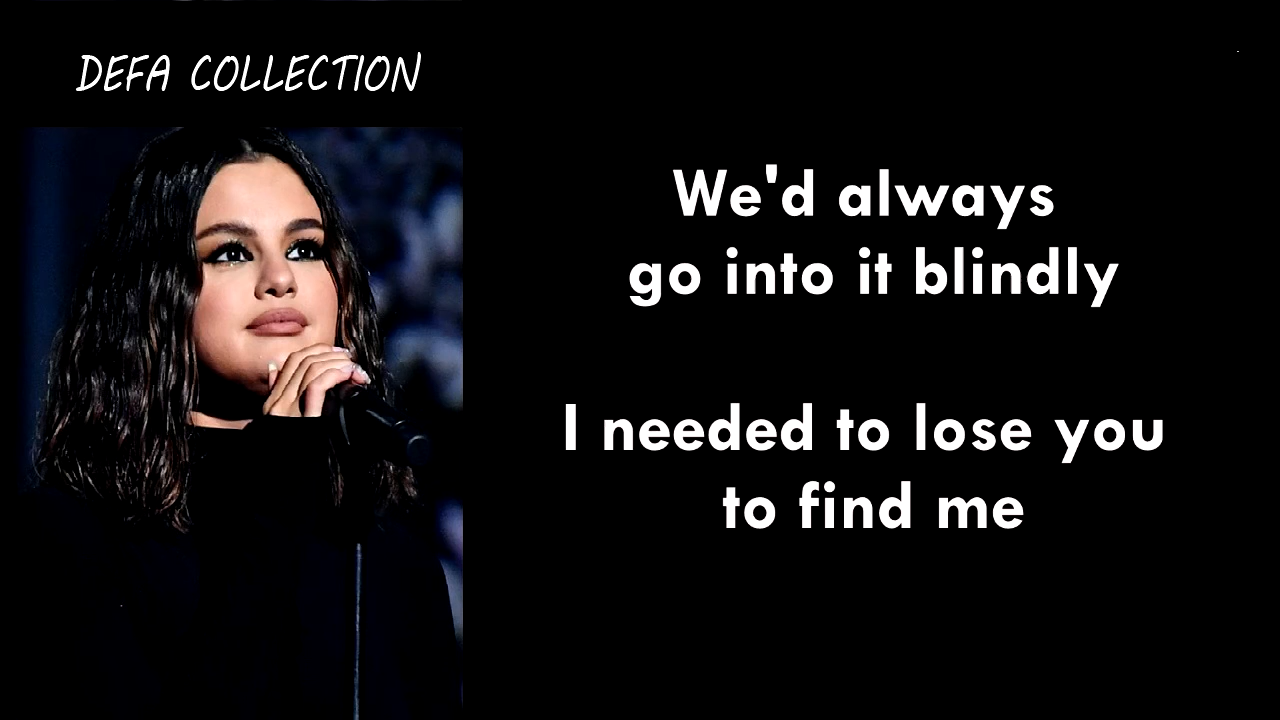 DEFA COLLECTION
We'd always
go into it blindly
I needed to lose you
to find me